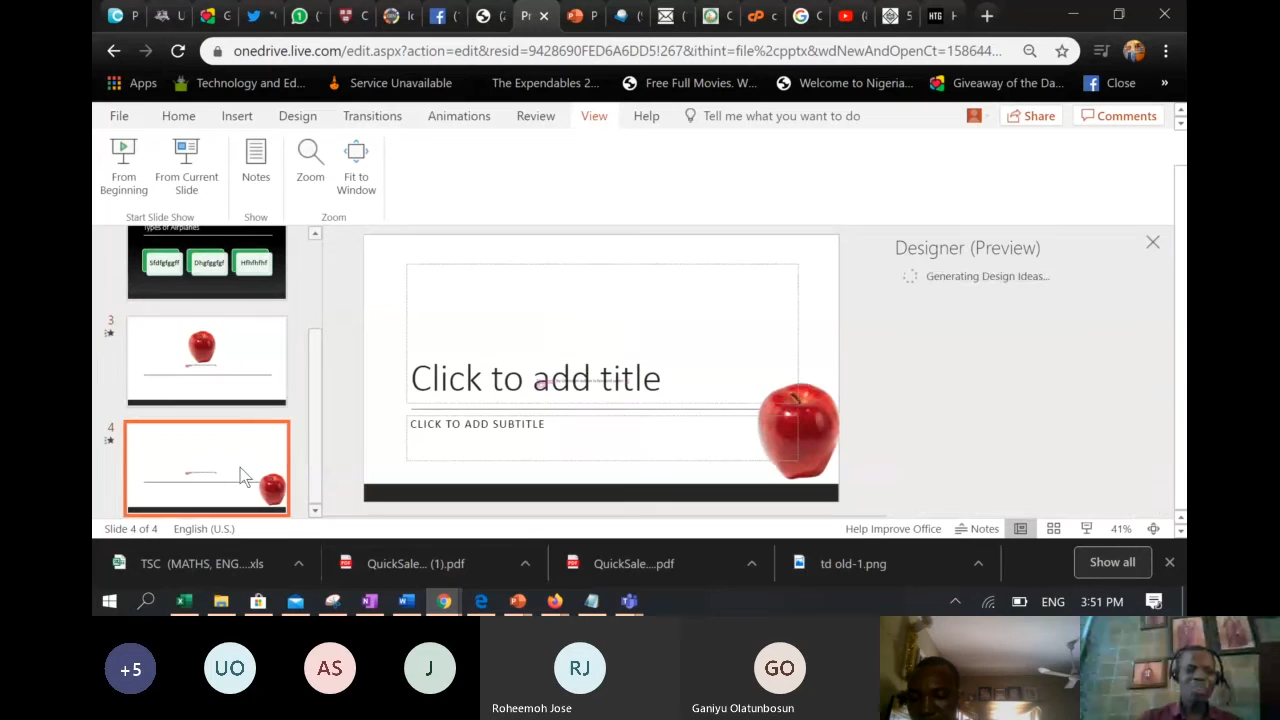 onedrive.live.com/edit.aspx?action=edit&resid=9428690FED6A6DD5!267&ithint=file%2cpptx&wdNewAndOpenCt=158644...
Apps Technology and Ed... Service Unavailable The Expendables 2... Free Full Movies. W... Welcome to Nigeria... Giveaway of the Da... Close »
File Home Insert Design Transitions Animations Review View Help Tell me what you want to do Share Comments
From Beginning
From Current Slide
Notes
Zoom
Fit to Window
Start Slide Show Show Zoom
Types of Airplanes
Sfdfgfggff Dhgfggfgf Hfhfhfhf
3
4
Click to add title
CLICK TO ADD SUBTITLE
Designer (Preview)
Generating Design Ideas...
Slide 4 of 4 English (U.S.) Help Improve Office Notes 41%
TSC (MATHS, ENG....xls QuickSale... (1).pdf QuickSale....pdf td old-1.png Show all
ENG 3:51 PM
+5 UO AS J RJ GO
Roheemoh Jose Ganiyu Olatunbosun